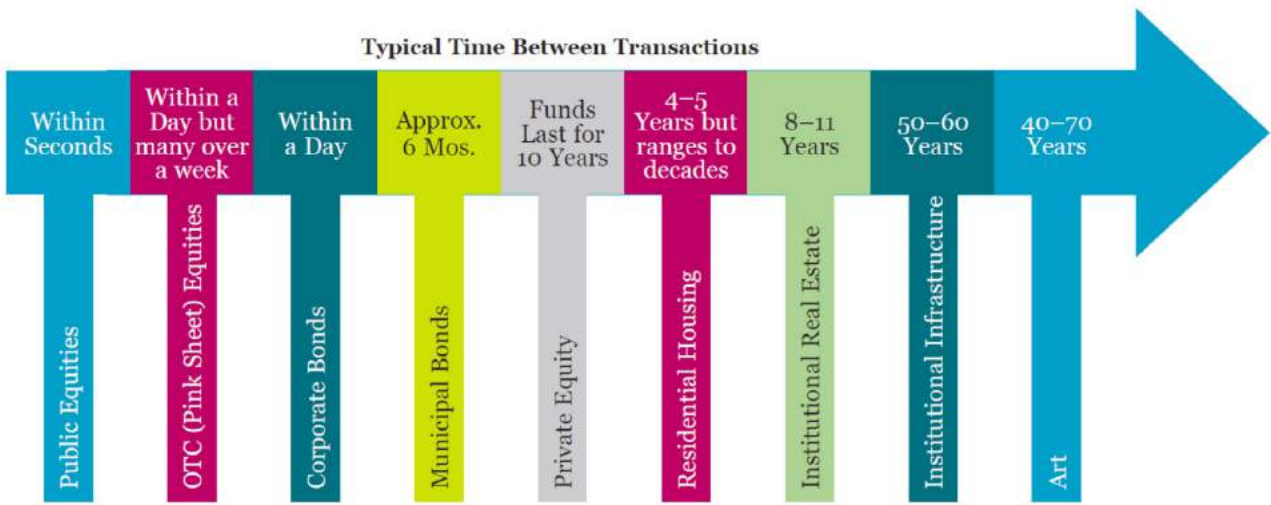 Typical Time Between Transactions
Within
Seconds
Within a
Day but
many over
a week
Within
a Day
Approx.
6 Mos.
Funds
Last for
10 Years
4–5
Years but
ranges to
decades
8–11
Years
50–60
Years
40–70
Years
Public Equities
OTC (Pink Sheet) Equities
Corporate Bonds
Municipal Bonds
Private Equity
Residential Housing
Institutional Real Estate
Institutional Infrastructure
Art